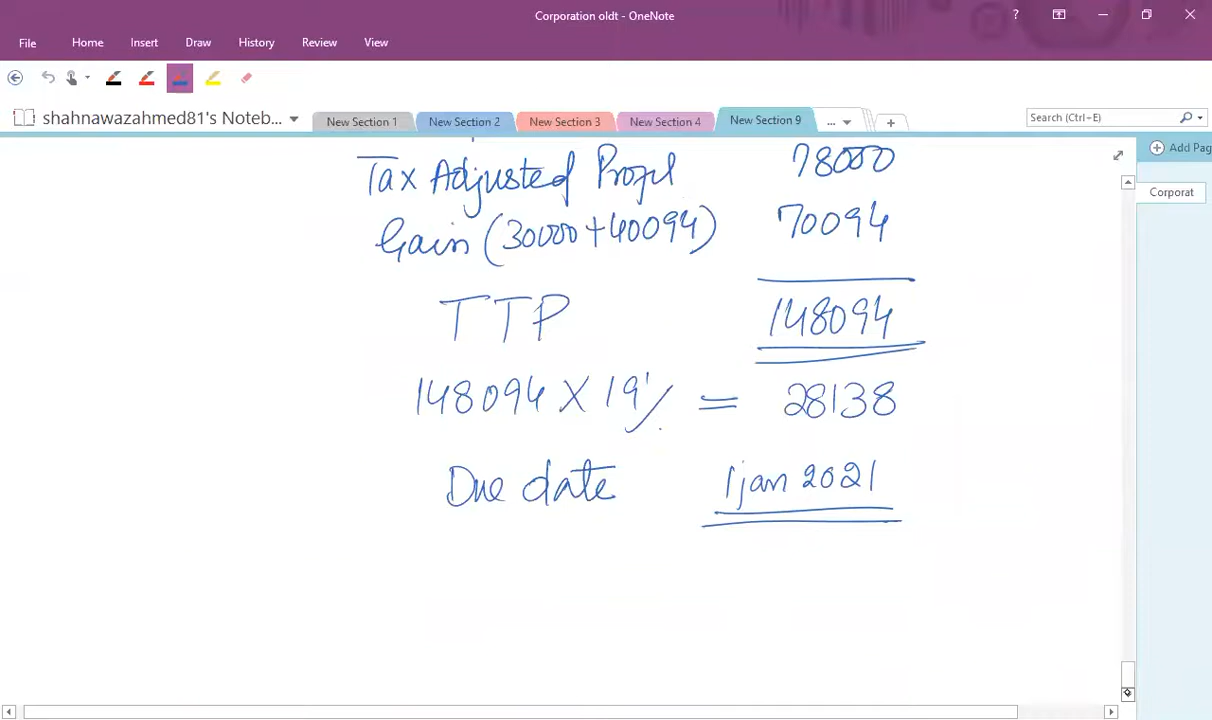 Corporation oldt - OneNote
?
File Home Insert Draw History Review View
shahnawazahmed81's Noteb...
New Section 1 New Section 2 New Section 3 New Section 4 New Section 9 ...
Search (Ctrl+E)
Add Pag
Corporat
Tax Adjusted Profit 78000
Gain (30000+40094) 70094
TTP 148094
148094 X 19% = 28138
Due date 1 jan 2021